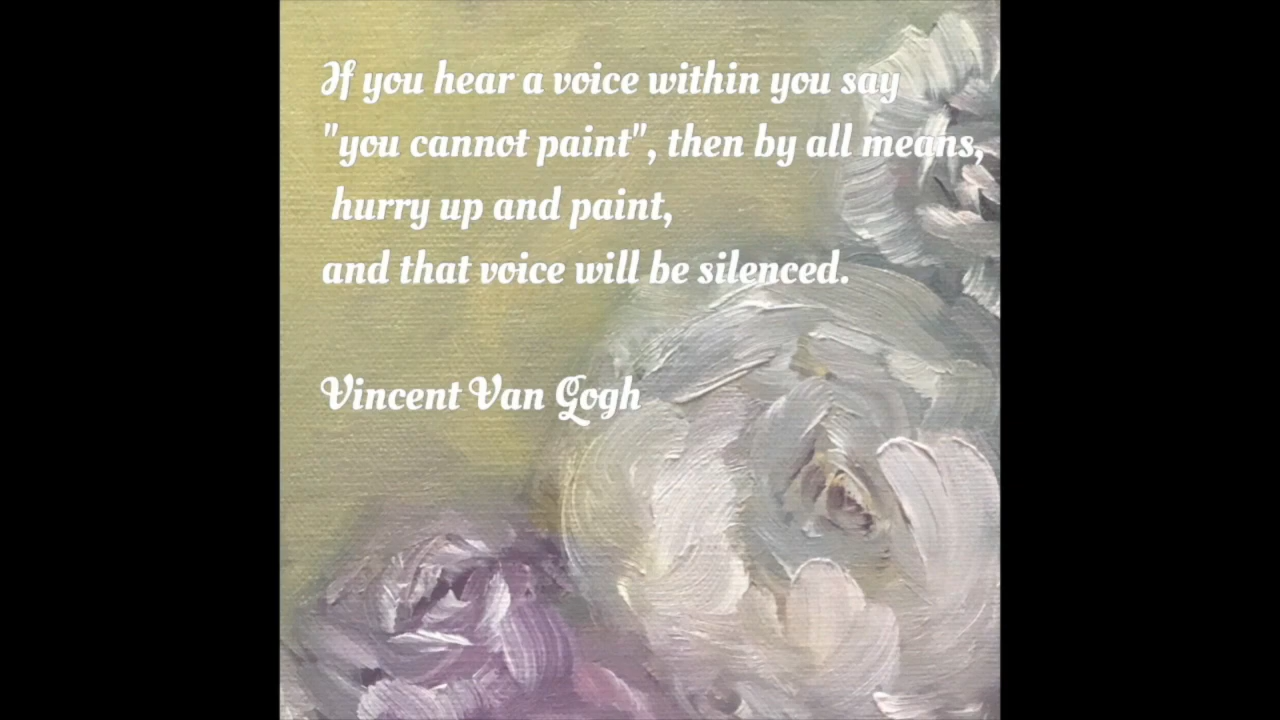 If you hear a voice within you say
"you cannot paint", then by all means,
hurry up and paint,
and that voice will be silenced.
Vincent Van Gogh